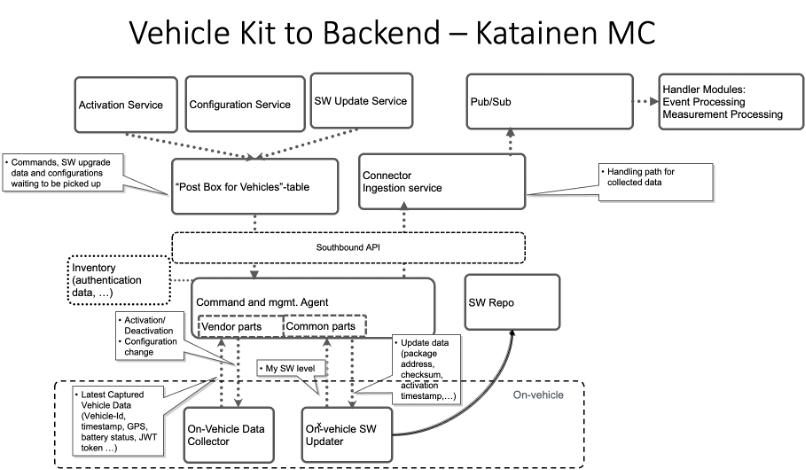 Vehicle Kit to Backend – Katainen MC
Activation Service
Configuration Service
SW Update Service
Pub/Sub
Handler Modules:
Event Processing
Measurement Processing
• Commands, SW upgrade
data and configurations
waiting to be picked up
"Post Box for Vehicles"-table
Connector
Ingestion service
• Handling path for
collected data
Southbound API
Inventory
(authentication
data, …)
Command and mgmt. Agent
Vendor parts
Common parts
SW Repo
• Activation/
Deactivation
• Configuration
change
• My SW level
• Update data
(package
address,
checksum,
activation
timestamp,…)
On-vehicle
• Latest Captured
Vehicle Data
(Vehicle-Id,
timestamp, GPS,
battery status, JWT
token …)
On-Vehicle Data
Collector
On-vehicle SW
Updater